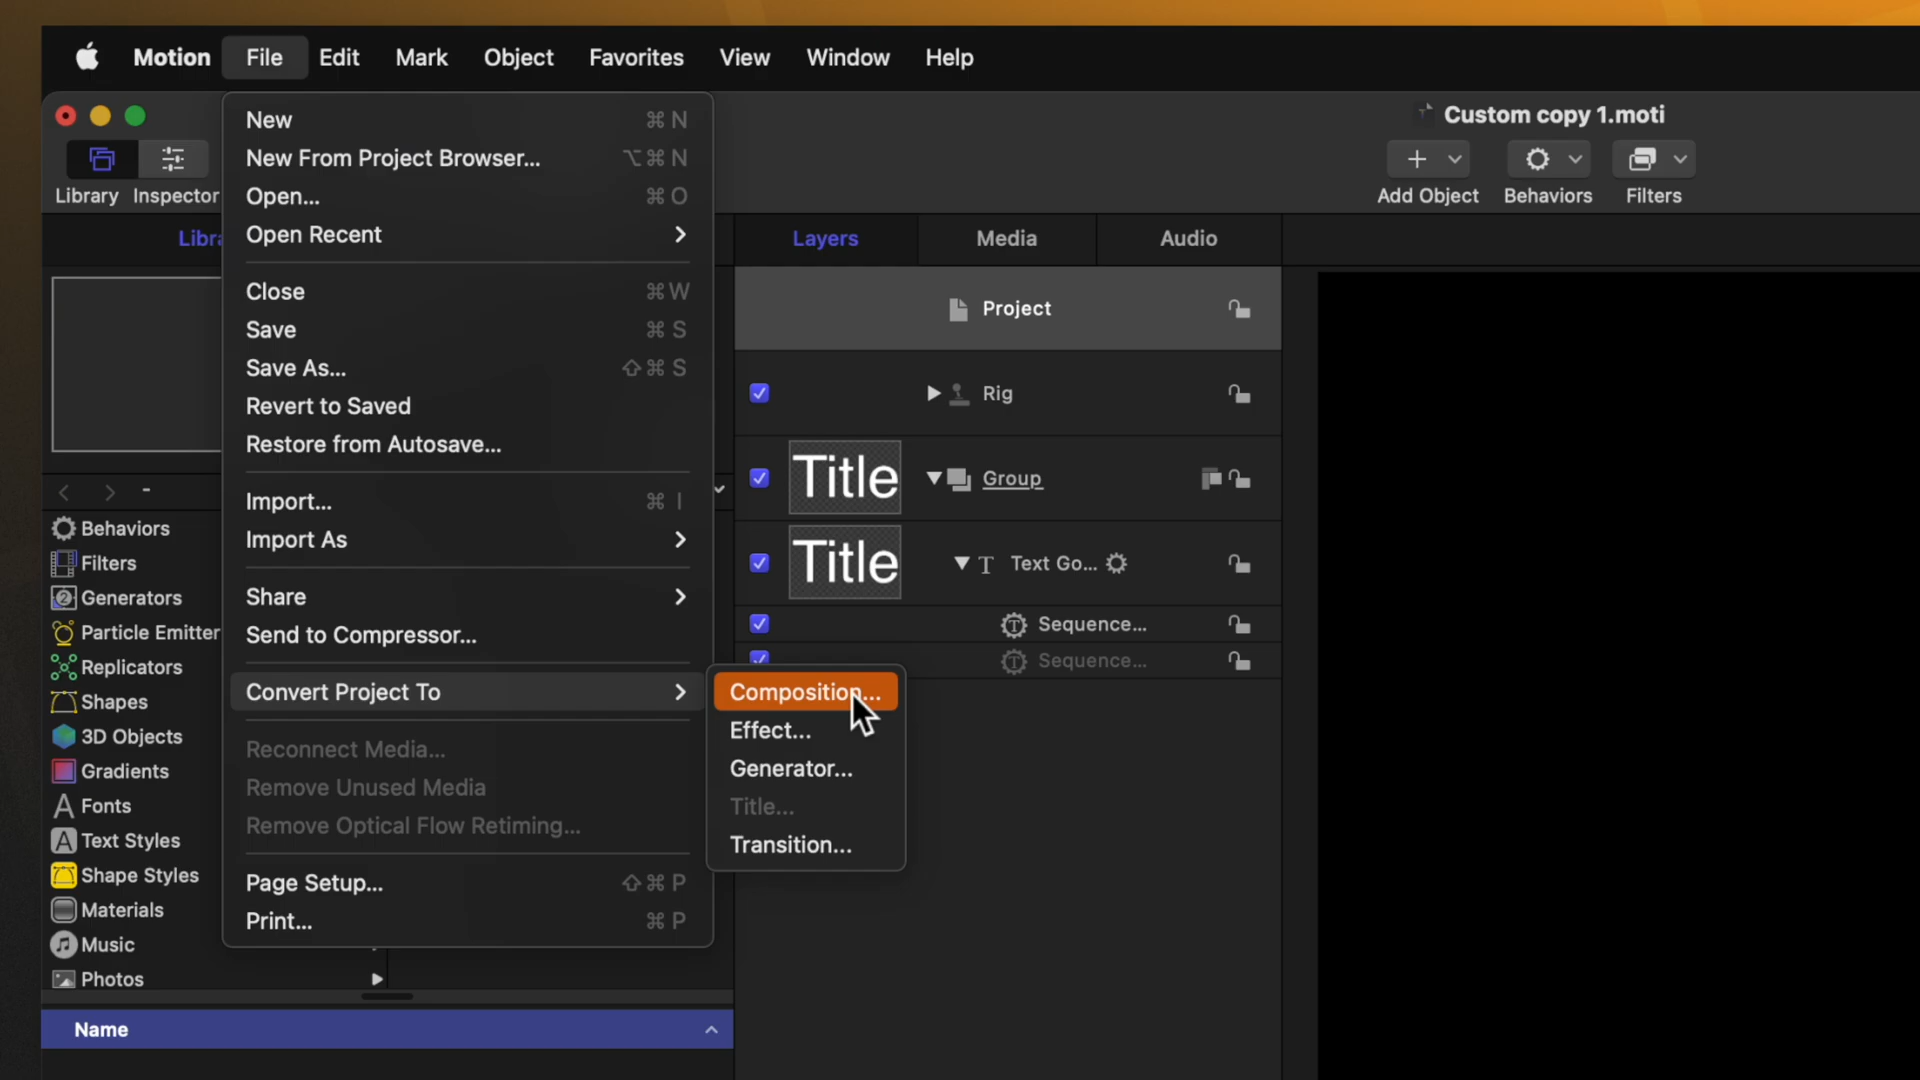 Motion File Edit Mark Object Favorites View Window Help
Custom copy 1.moti
Library Inspector
Add Object Behaviors Filters
New ⌘ N
New From Project Browser... ⌥ ⌘ N
Open... ⌘ O
Open Recent
Close ⌘ W
Save ⌘ S
Save As... ⇧ ⌘ S
Revert to Saved
Restore from Autosave...
Import... ⌘ I
Import As
Share
Send to Compressor...
Convert Project To
Reconnect Media...
Remove Unused Media
Remove Optical Flow Retiming...
Page Setup... ⇧ ⌘ P
Print... ⌘ P
Composition...
Effect...
Generator...
Title...
Transition...
Libra
Behaviors
Filters
Generators
Particle Emitter
Replicators
Shapes
3D Objects
Gradients
Fonts
Text Styles
Shape Styles
Materials
Music
Photos
Name
Layers Media Audio
Project
Rig
Title Group
Title T Text Go...
Sequence...
Sequence...